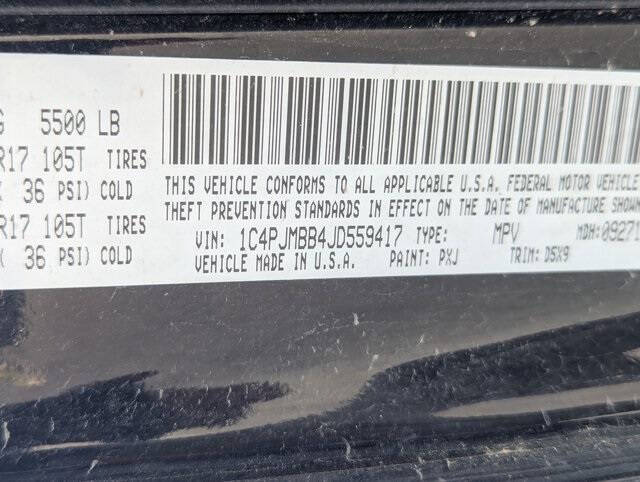 5500 LB
R17 105T TIRES
36 PSI) COLD
R17 105T TIRES
36 PSI) COLD
THIS VEHICLE CONFORMS TO ALL APPLICABLE U.S.A. FEDERAL MOTOR VEHICLE
THEFT PREVENTION STANDARDS IN EFFECT ON THE DATE OF MANUFACTURE SHOWN
VIN: 1C4PJMBB4JD559417 TYPE: MPV MDH: 09271
VEHICLE MADE IN U.S.A. PAINT: PXJ TRIM: D5X9